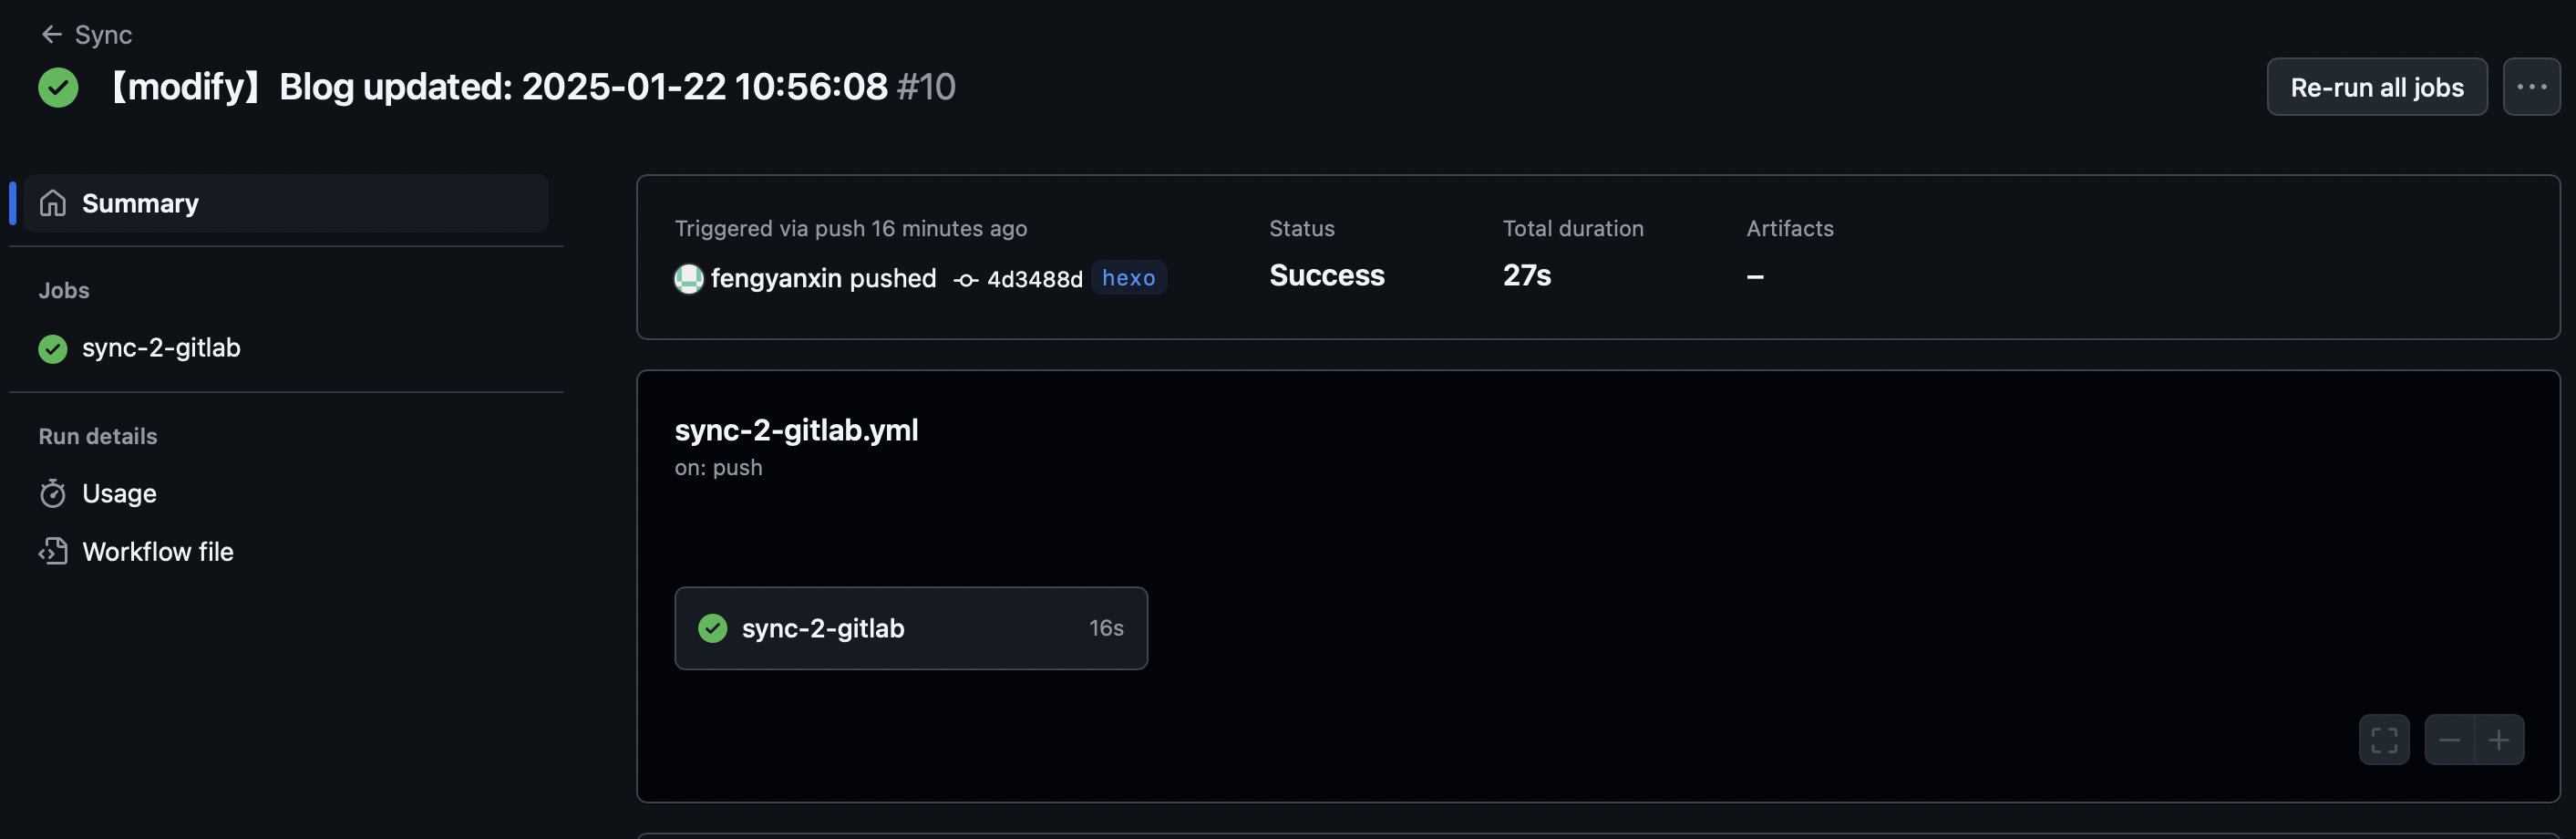 Sync
【modify】Blog updated: 2025-01-22 10:56:08 #10
Re-run all jobs
Summary
Jobs
sync-2-gitlab
Run details
Usage
Workflow file
Triggered via push 16 minutes ago
fengyanxin pushed 4d3488d hexo
Status
Success
Total duration
27s
Artifacts
–
sync-2-gitlab.yml
on: push
sync-2-gitlab 16s